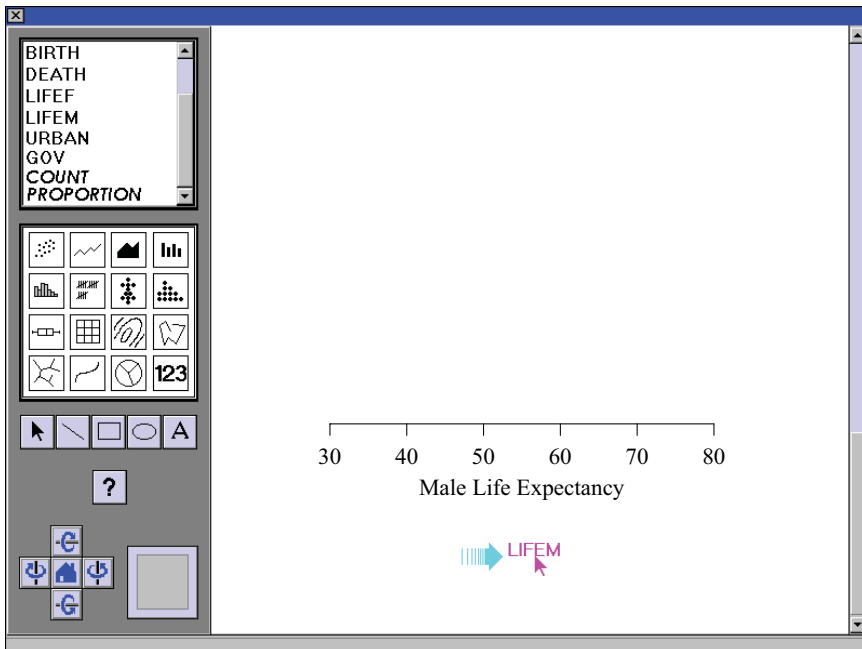 BIRTH
DEATH
LIFEF
LIFEM
URBAN
GOV
COUNT
PROPORTION
123
A
?
30 40 50 60 70 80
Male Life Expectancy
LIFEM